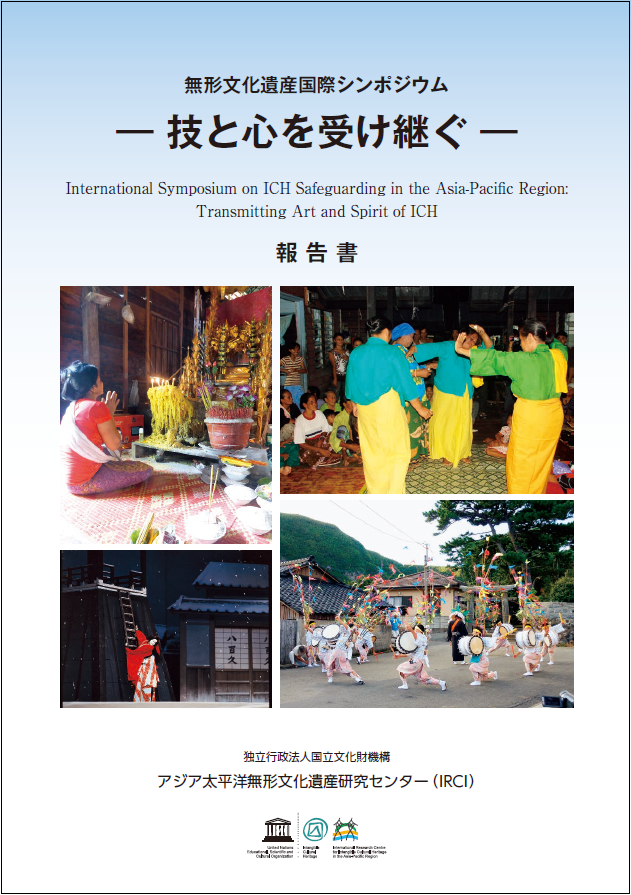 無形文化遺産国際シンポジウム
― 技と心を受け継ぐ ―
International Symposium on ICH Safeguarding in the Asia-Pacific Region:
Transmitting Art and Spirit of ICH
報告書
八百久
独立行政法人国立文化財機構
アジア太平洋無形文化遺産研究センター（IRCI）
United Nations
Educational, Scientific and
Cultural Organization
Intangible
Cultural
Heritage
International Research Centre
for Intangible Cultural Heritage
in the Asia-Pacific Region